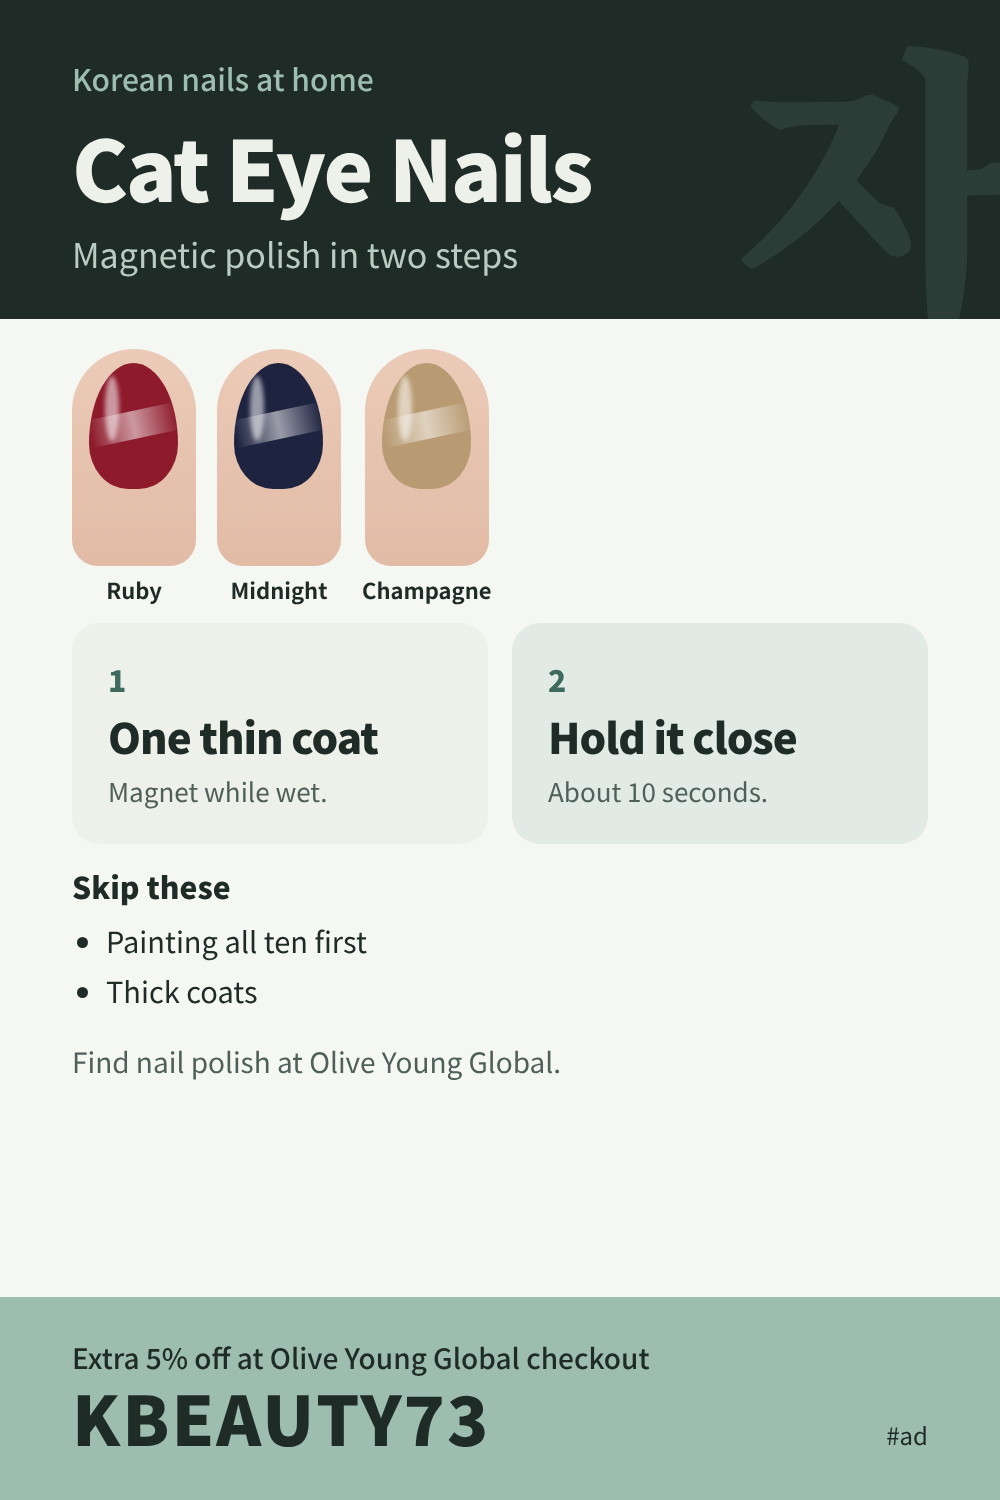 Korean nails at home
자
Cat Eye Nails
Magnetic polish in two steps
Ruby
Midnight
Champagne
1
One thin coat
Magnet while wet.
2
Hold it close
About 10 seconds.
Skip these
• Painting all ten first
• Thick coats
Find nail polish at Olive Young Global.
Extra 5% off at Olive Young Global checkout
KBEAUTY73
#ad